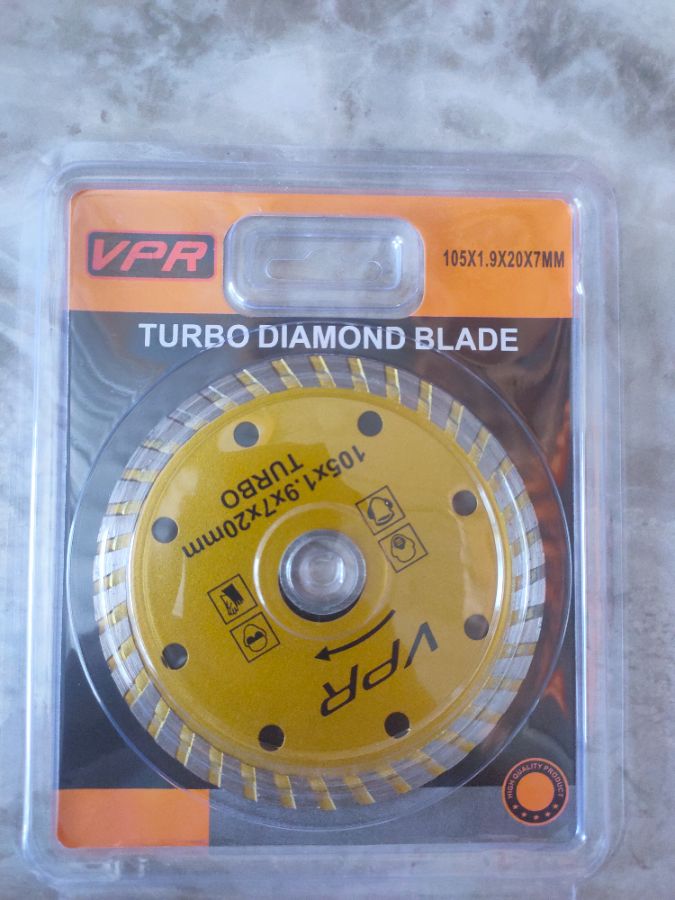 VPR
105X1.9X20X7MM
TURBO DIAMOND BLADE
105x1.9x7x20mm
TURBO
VPR
HIGH QUALITY PRODUCT